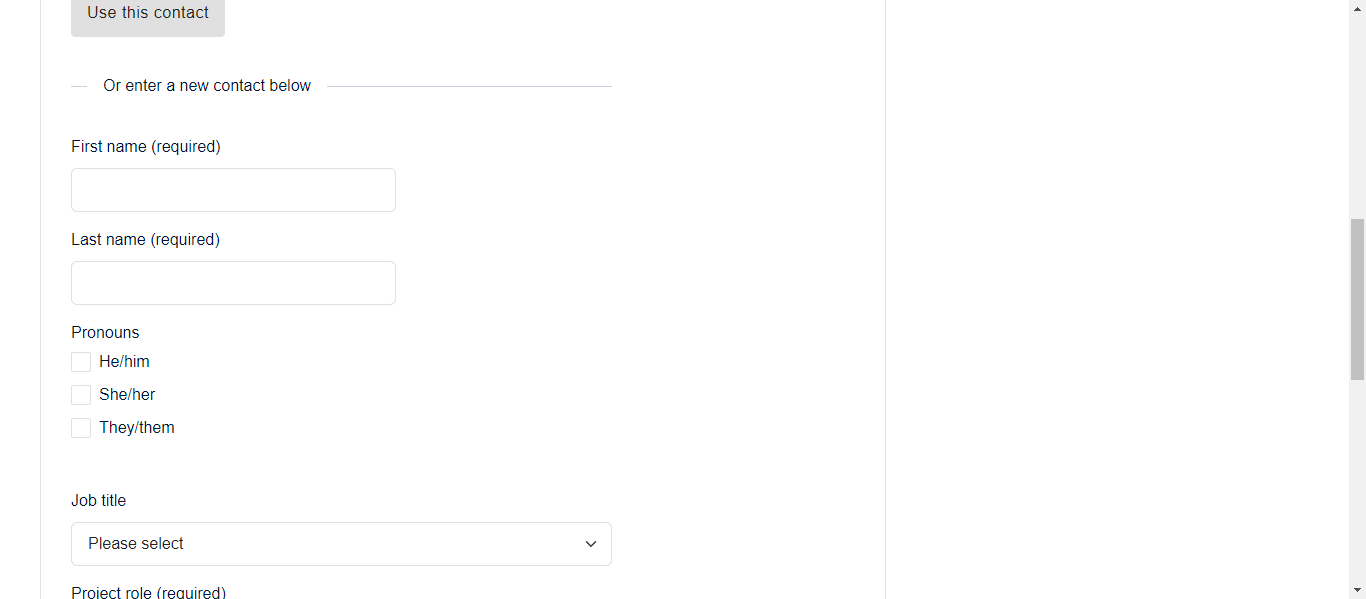 Use this contact
Or enter a new contact below
First name (required)
Last name (required)
Pronouns
He/him
She/her
They/them
Job title
Please select
Project role (required)